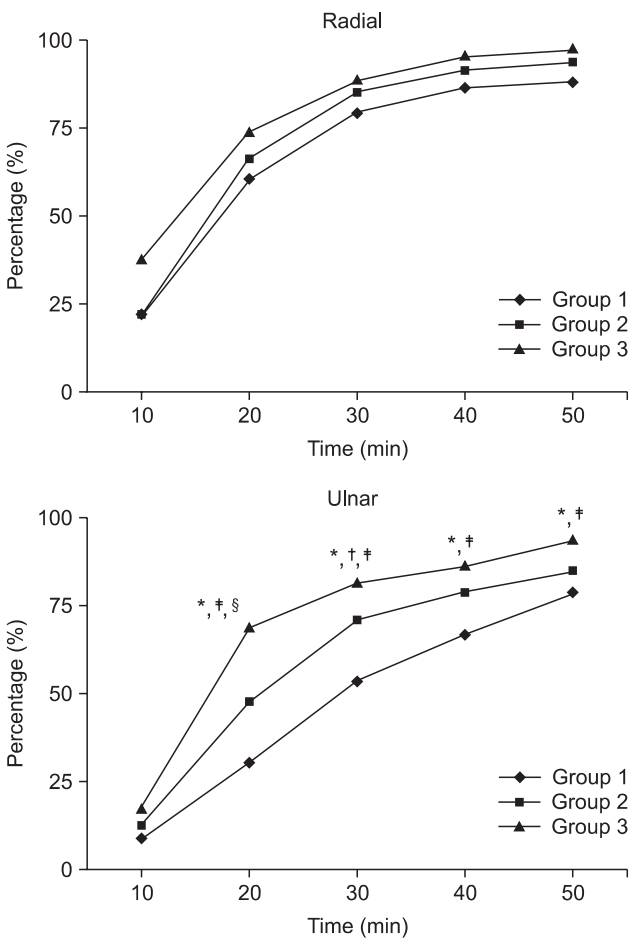 Radial
Percentage (%)
100
75
50
25
0
Group 1
Group 2
Group 3
10 20 30 40 50
Time (min)
Ulnar
Percentage (%)
100
75
50
25
0
*, ‡
*, ‡
*, †, ‡
*, ‡, §
Group 1
Group 2
Group 3
10 20 30 40 50
Time (min)